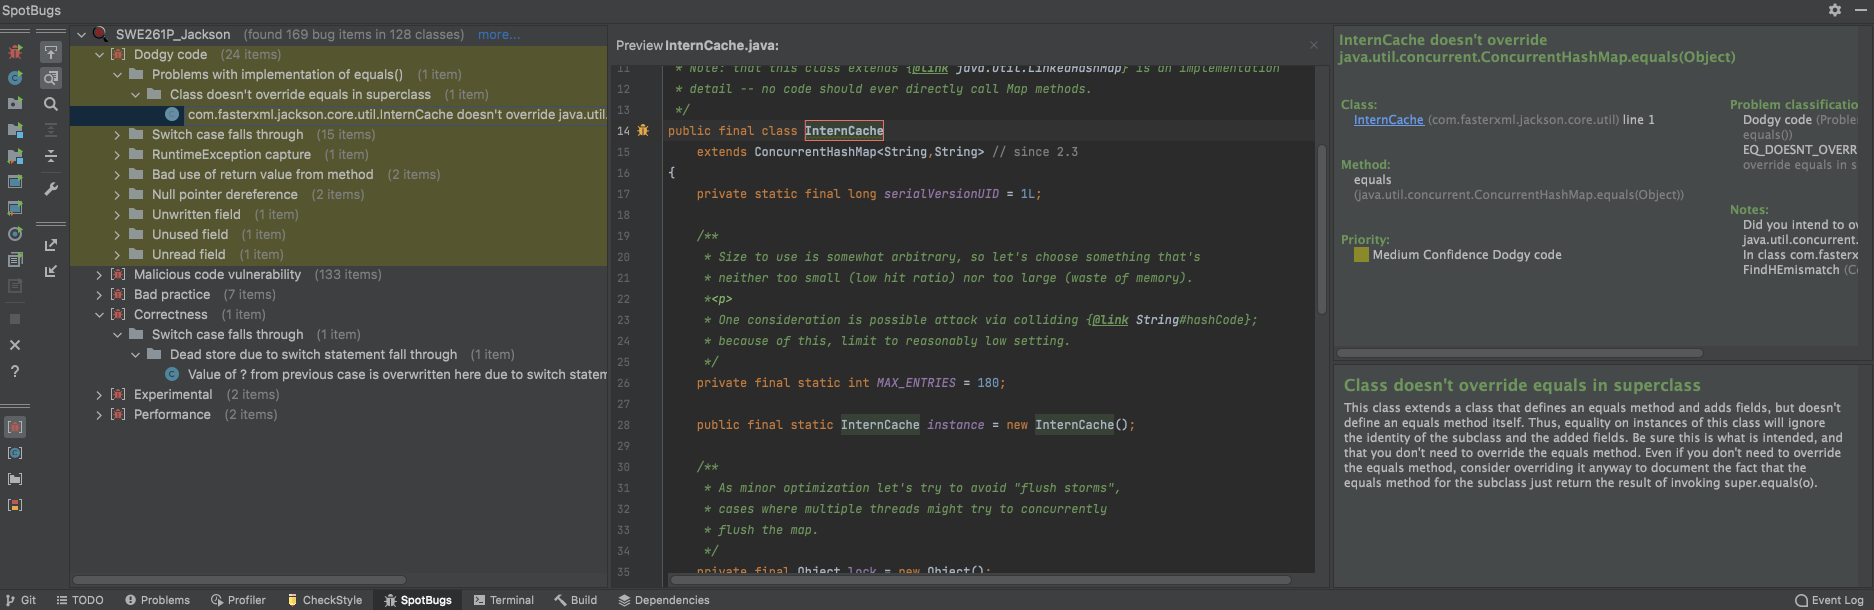 SpotBugs
SWE261P_Jackson (found 169 bug items in 128 classes) more...
Dodgy code (24 items)
Problems with implementation of equals() (1 item)
Class doesn't override equals in superclass (1 item)
com.fasterxml.jackson.core.util.InternCache doesn't override java.util.
Switch case falls through (15 items)
RuntimeException capture (1 item)
Bad use of return value from method (2 items)
Null pointer dereference (2 items)
Unwritten field (1 item)
Unused field (1 item)
Unread field (1 item)
Malicious code vulnerability (133 items)
Bad practice (7 items)
Correctness (1 item)
Switch case falls through (1 item)
Dead store due to switch statement fall through (1 item)
Value of ? from previous case is overwritten here due to switch statem
Experimental (2 items)
Performance (2 items)
Preview InternCache.java:
11 * Note: that this class extends {@link java.util.LinkedHashMap} is an implementation
12 * detail -- no code should ever directly call Map methods.
13 */
14 public final class InternCache
15 extends ConcurrentHashMap<String,String> // since 2.3
16 {
17 private static final long serialVersionUID = 1L;
18
19 /**
20 * Size to use is somewhat arbitrary, so let's choose something that's
21 * neither too small (low hit ratio) nor too large (waste of memory).
22 *<p>
23 * One consideration is possible attack via colliding {@link String#hashCode};
24 * because of this, limit to reasonably low setting.
25 */
26 private final static int MAX_ENTRIES = 180;
27
28 public final static InternCache instance = new InternCache();
29
30 /**
31 * As minor optimization let's try to avoid "flush storms",
32 * cases where multiple threads might try to concurrently
33 * flush the map.
34 */
35 private final Object lock = new Object();
InternCache doesn't override
java.util.concurrent.ConcurrentHashMap.equals(Object)
Class:
InternCache (com.fasterxml.jackson.core.util) line 1
Method:
equals
(java.util.concurrent.ConcurrentHashMap.equals(Object))
Priority:
Medium Confidence Dodgy code
Problem classificatio
Dodgy code (Proble
equals())
EQ_DOESNT_OVERR
override equals in s
Notes:
Did you intend to ov
java.util.concurrent.
In class com.fasterx
FindHEmismatch (C
Class doesn't override equals in superclass
This class extends a class that defines an equals method and adds fields, but doesn't
define an equals method itself. Thus, equality on instances of this class will ignore
the identity of the subclass and the added fields. Be sure this is what is intended, and
that you don't need to override the equals method. Even if you don't need to override
the equals method, consider overriding it anyway to document the fact that the
equals method for the subclass just return the result of invoking super.equals(o).
Git TODO Problems Profiler CheckStyle SpotBugs Terminal Build Dependencies Event Log